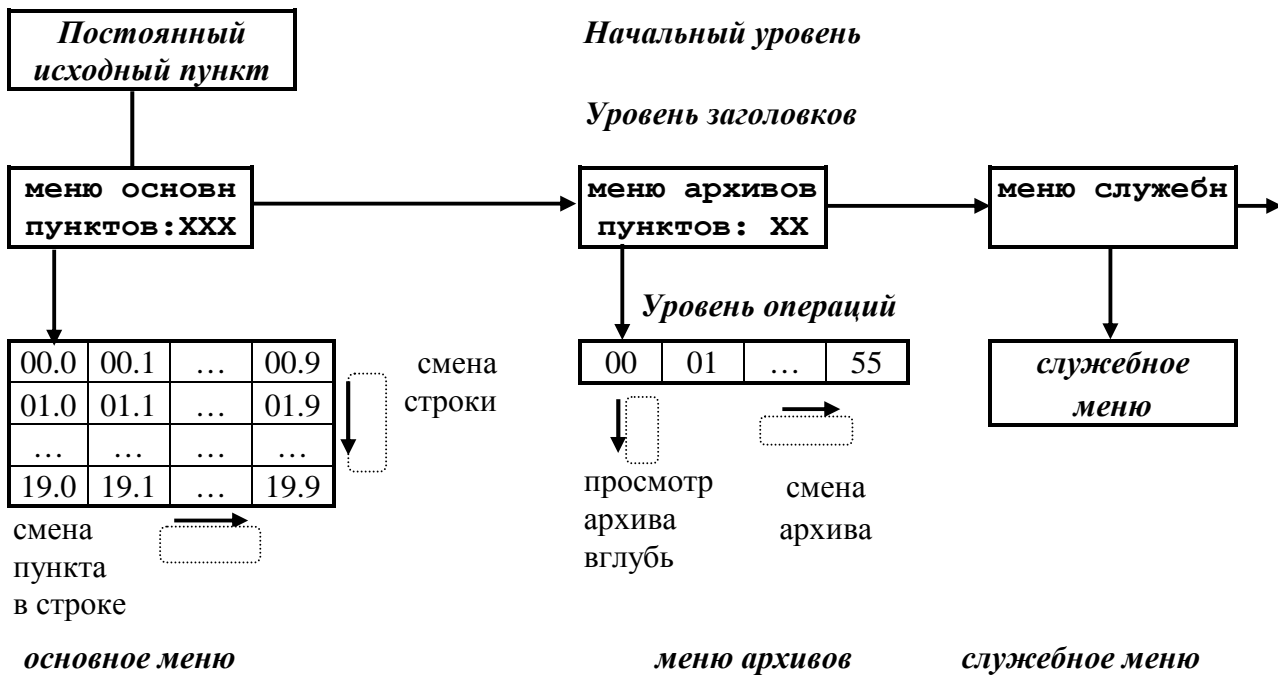 Постоянный
исходный пункт
Начальный уровень
Уровень заголовков
меню основн
пунктов:XXX
меню архивов
пунктов: XX
меню служебн
Уровень операций
00.0 00.1 … 00.9
01.0 01.1 … 01.9
… … … …
19.0 19.1 … 19.9
смена
строки
смена
пункта
в строке
00 01 … 55
просмотр
архива
вглубь
смена
архива
служебное
меню
основное меню
меню архивов
служебное меню